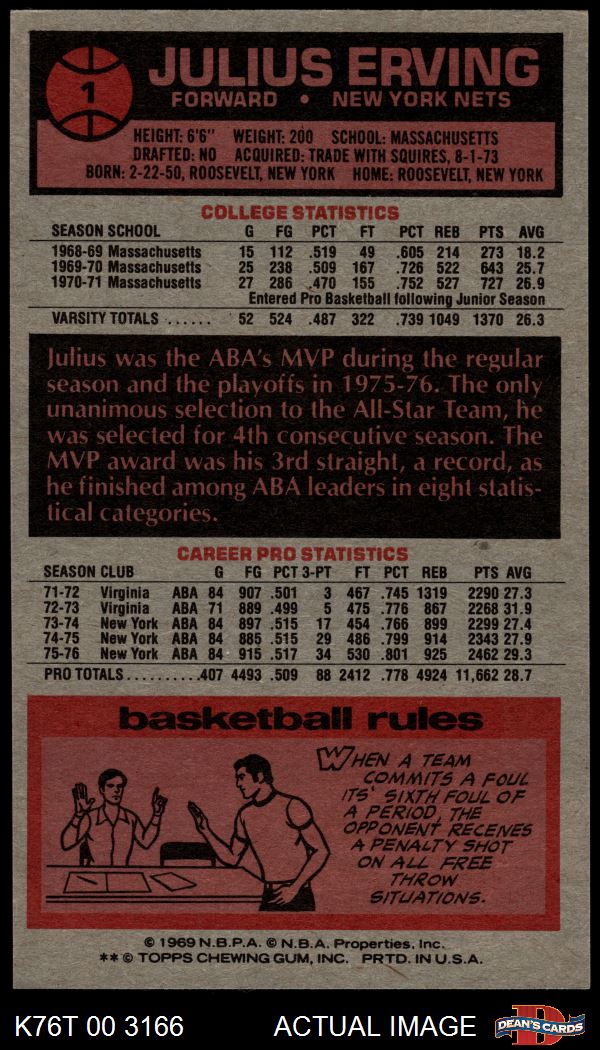 1
JULIUS ERVING
FORWARD • NEW YORK NETS
HEIGHT: 6'6" WEIGHT: 200 SCHOOL: MASSACHUSETTS
DRAFTED: NO ACQUIRED: TRADE WITH SQUIRES, 8-1-73
BORN: 2-22-50, ROOSEVELT, NEW YORK HOME: ROOSEVELT, NEW YORK
COLLEGE STATISTICS
SEASON SCHOOL G FG PCT FT PCT REB PTS AVG
1968-69 Massachusetts 15 112 .519 49 .605 214 273 18.2
1969-70 Massachusetts 25 238 .509 167 .726 522 643 25.7
1970-71 Massachusetts 27 286 .470 155 .752 527 727 26.9
Entered Pro Basketball following Junior Season
VARSITY TOTALS ...... 52 524 .487 322 .739 1049 1370 26.3
Julius was the ABA's MVP during the regular
season and the playoffs in 1975-76. The only
unanimous selection to the All-Star Team, he
was selected for 4th consecutive season. The
MVP award was his 3rd straight, a record, as
he finished among ABA leaders in eight statis-
tical categories.
CAREER PRO STATISTICS
SEASON CLUB G FG PCT 3-PT FT PCT REB PTS AVG
71-72 Virginia ABA 84 907 .501 3 467 .745 1319 2290 27.3
72-73 Virginia ABA 71 889 .499 5 475 .776 867 2268 31.9
73-74 New York ABA 84 897 .515 17 454 .766 899 2299 27.4
74-75 New York ABA 84 885 .515 29 486 .799 914 2343 27.9
75-76 New York ABA 84 915 .517 34 530 .801 925 2462 29.3
PRO TOTALS..........407 4493 .509 88 2412 .778 4924 11,662 28.7
basketball rules
WHEN A TEAM
COMMITS A FOUL
ITS' SIXTH FOUL OF
A PERIOD, THE
OPPONENT RECEIVES
A PENALTY SHOT
ON ALL FREE
THROW
SITUATIONS.
© 1969 N.B.P.A. © N.B.A. Properties, Inc.
** © TOPPS CHEWING GUM, INC. PRTD. IN U.S.A.
K76T 00 3166 ACTUAL IMAGE
D
DEAN'S CARDS